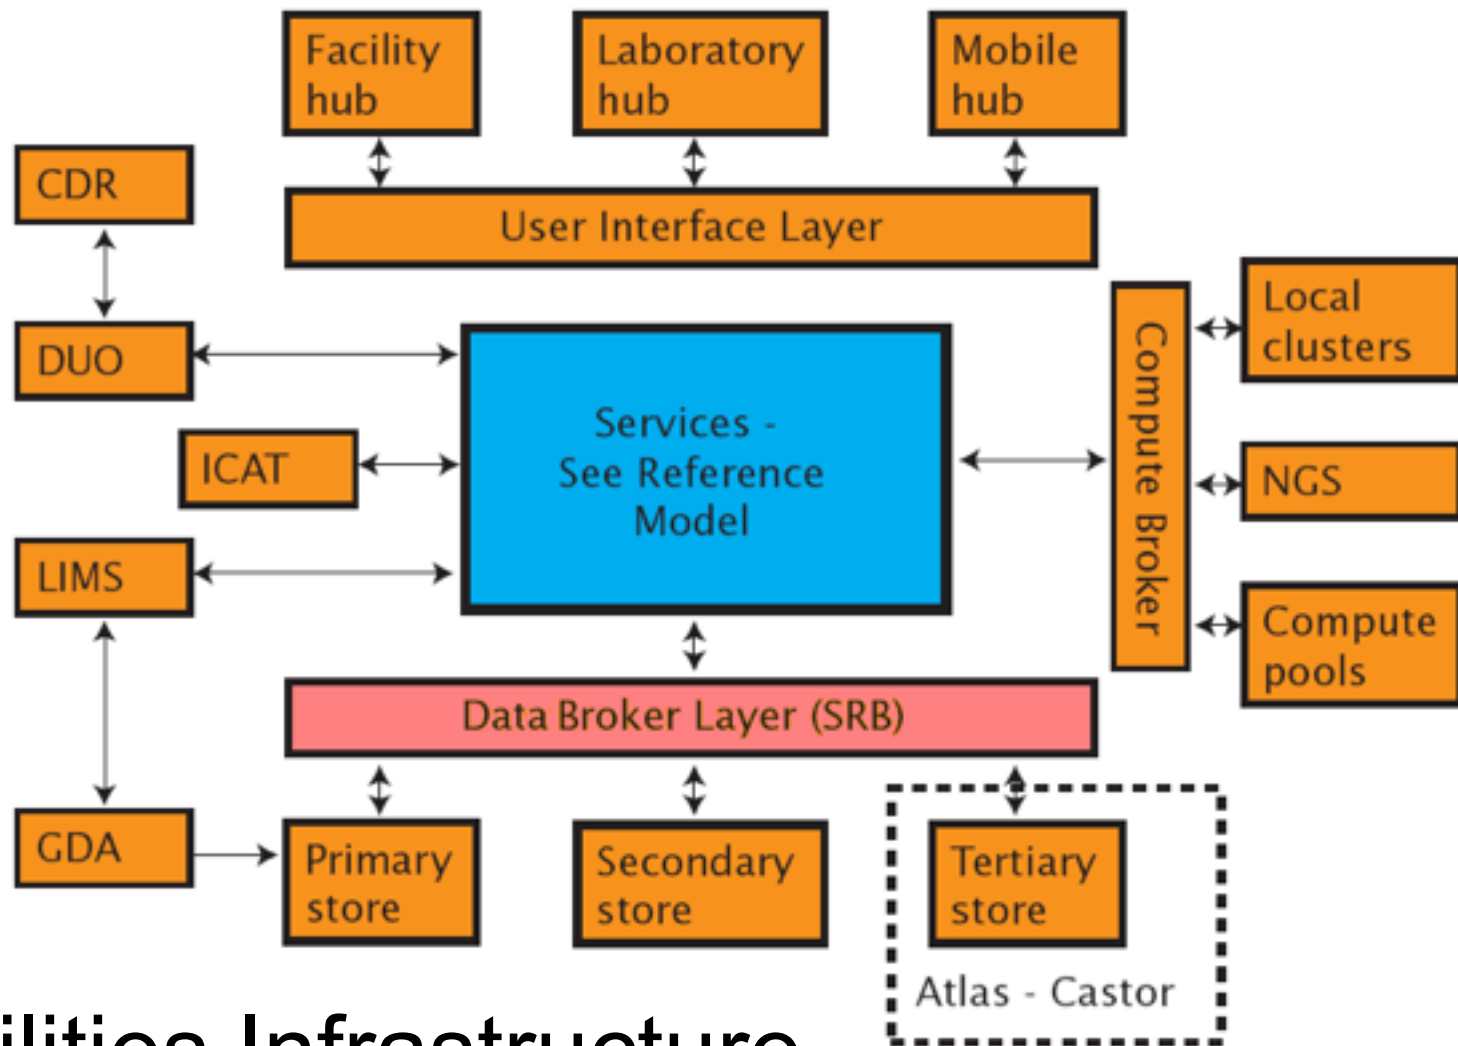 Facility
hub
Laboratory
hub
Mobile
hub
CDR
User Interface Layer
DUO
Local
clusters
Services -
See Reference
Model
Compute Broker
ICAT
NGS
LIMS
Compute
pools
Data Broker Layer (SRB)
GDA
Primary
store
Secondary
store
Tertiary
store
Atlas - Castor
Infrastructure